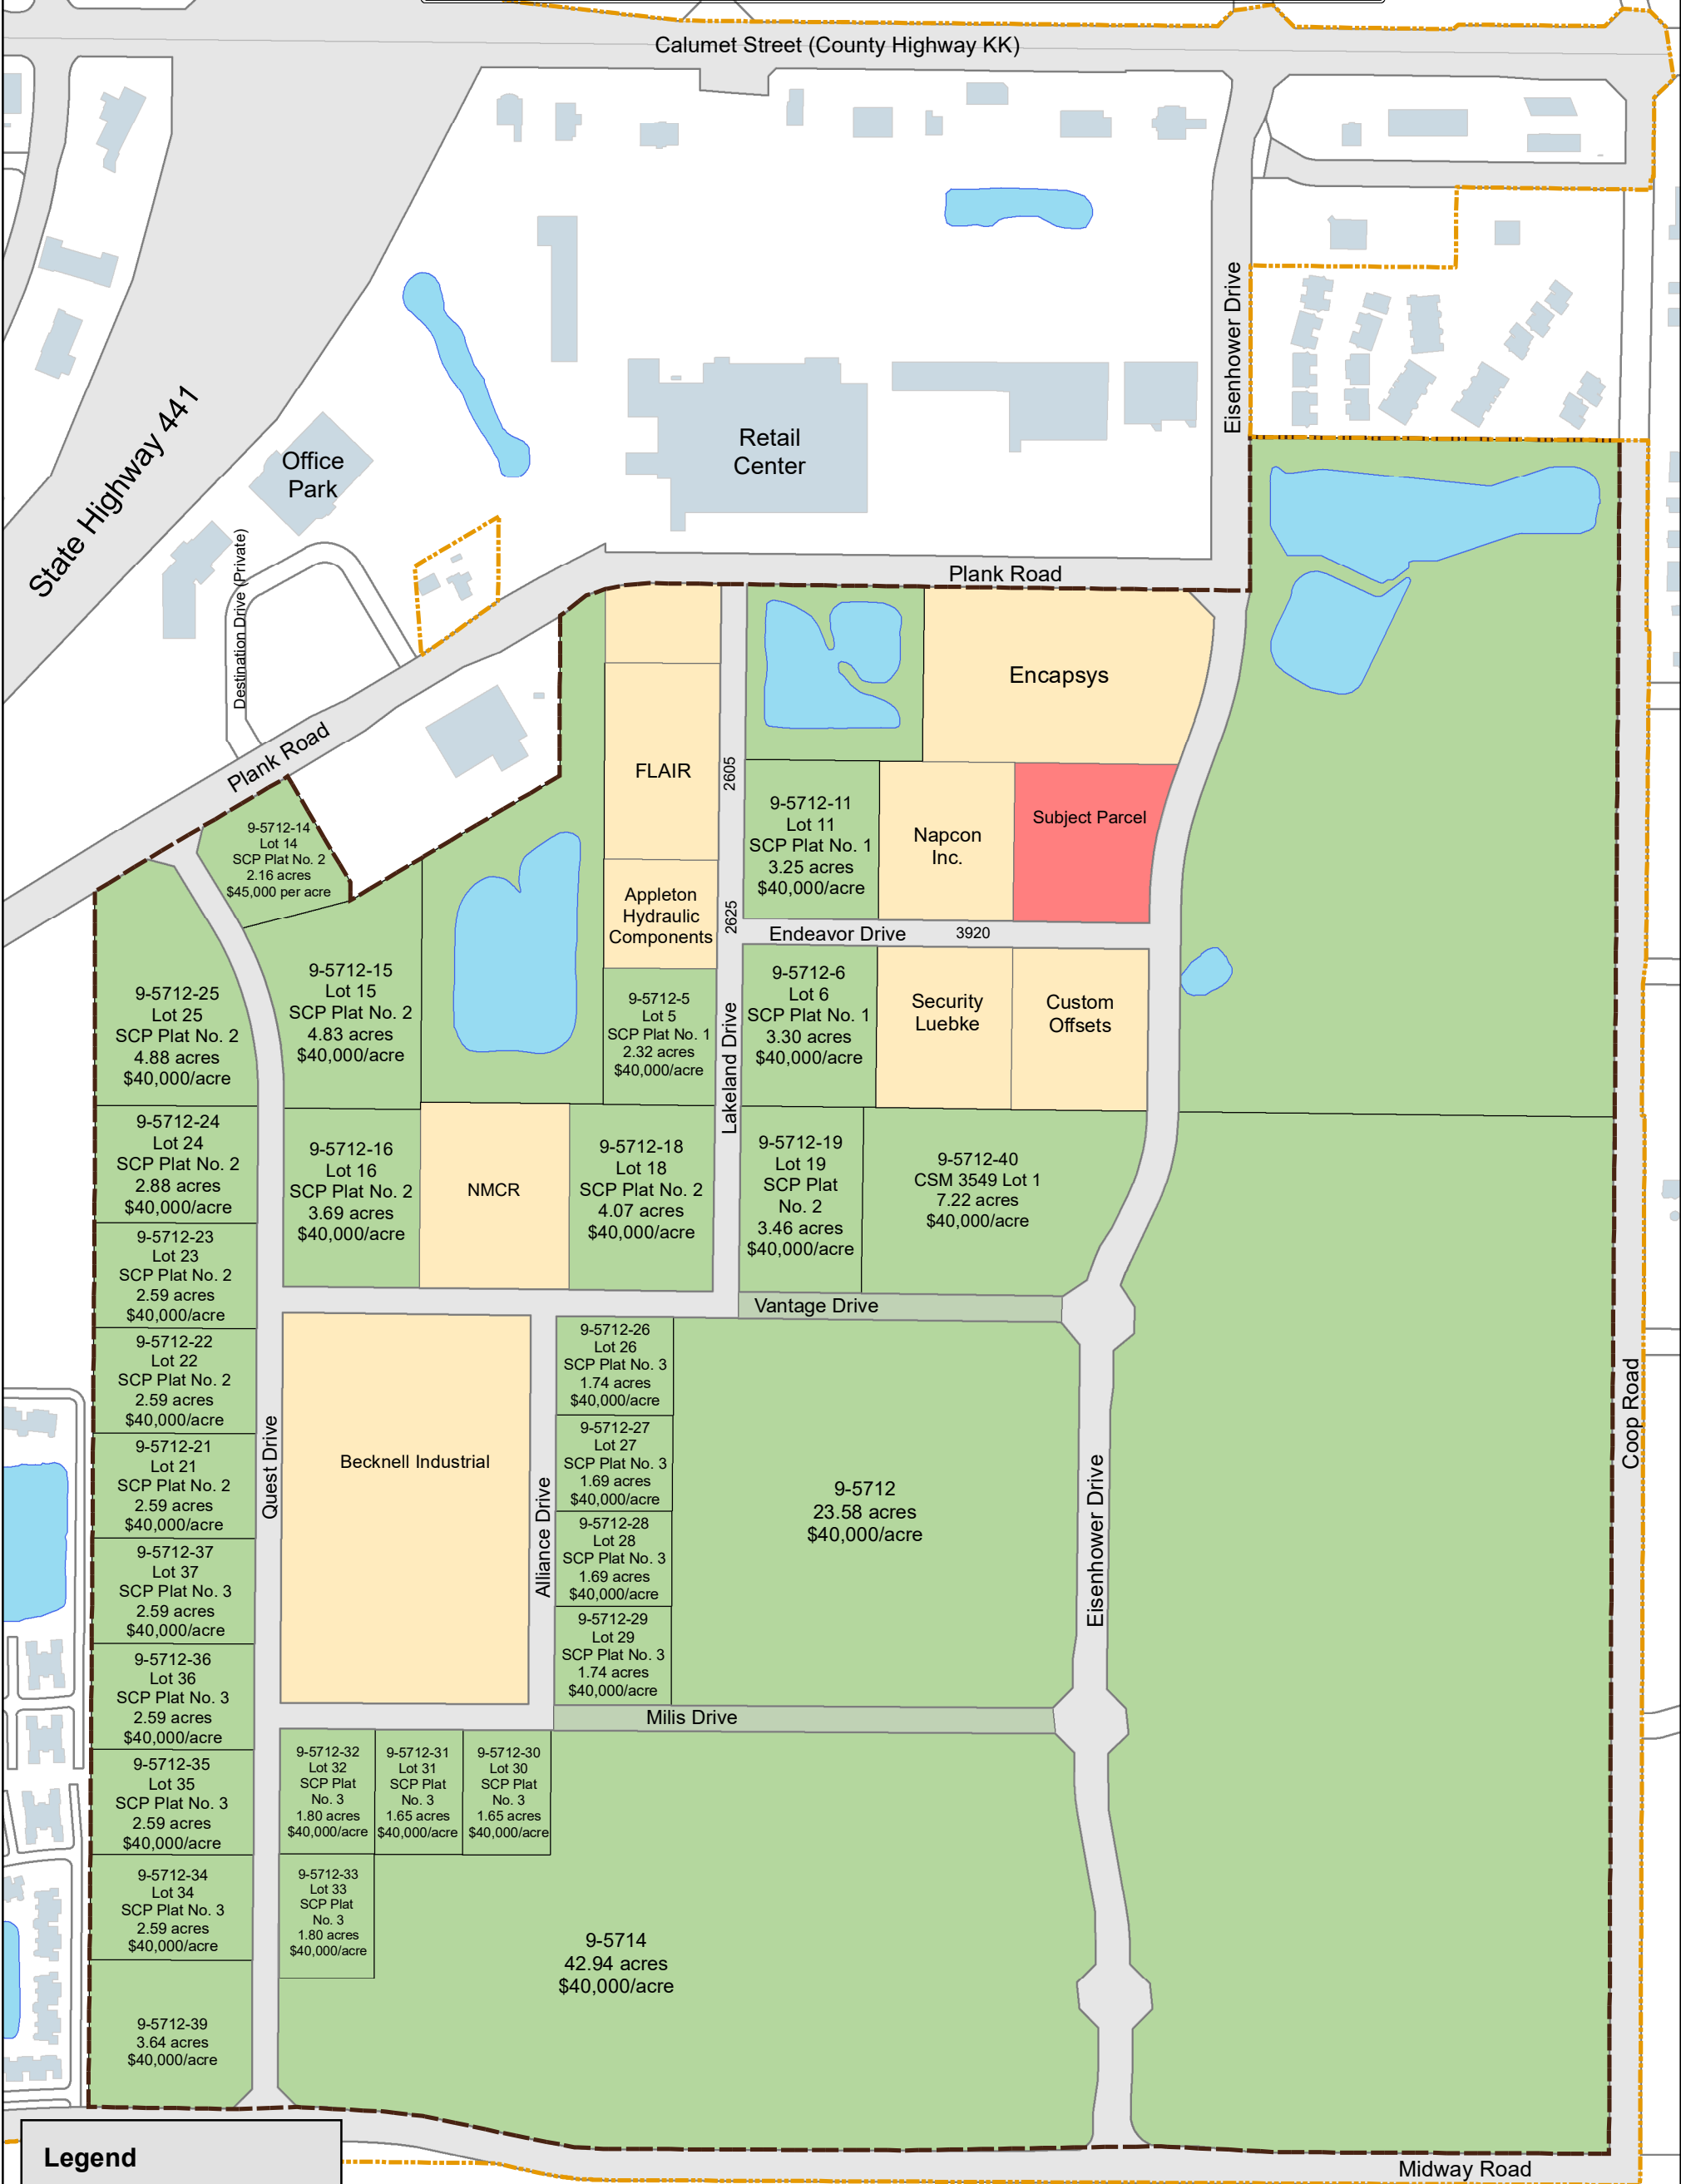 Calumet Street (County Highway KK)
Eisenhower Drive
State Highway 441
Office
Park
Retail
Center
Destination Drive (Private)
Plank Road
Plank Road
Encapsys
FLAIR
2605
9-5712-11
Lot 11
SCP Plat No. 1
3.25 acres
$40,000/acre
Napcon
Inc.
Subject Parcel
9-5712-14
Lot 14
SCP Plat No. 2
2.16 acres
$45,000 per acre
Appleton
Hydraulic
Components
2625
Endeavor Drive
3920
9-5712-25
Lot 25
SCP Plat No. 2
4.88 acres
$40,000/acre
9-5712-15
Lot 15
SCP Plat No. 2
4.83 acres
$40,000/acre
9-5712-5
Lot 5
SCP Plat No. 1
2.32 acres
$40,000/acre
Lakeland Drive
9-5712-6
Lot 6
SCP Plat No. 1
3.30 acres
$40,000/acre
Security
Luebke
Custom
Offsets
9-5712-24
Lot 24
SCP Plat No. 2
2.88 acres
$40,000/acre
9-5712-16
Lot 16
SCP Plat No. 2
3.69 acres
$40,000/acre
NMCR
9-5712-18
Lot 18
SCP Plat No. 2
4.07 acres
$40,000/acre
9-5712-19
Lot 19
SCP Plat
No. 2
3.46 acres
$40,000/acre
9-5712-40
CSM 3549 Lot 1
7.22 acres
$40,000/acre
9-5712-23
Lot 23
SCP Plat No. 2
2.59 acres
$40,000/acre
Vantage Drive
9-5712-22
Lot 22
SCP Plat No. 2
2.59 acres
$40,000/acre
9-5712-26
Lot 26
SCP Plat No. 3
1.74 acres
$40,000/acre
Coop Road
9-5712-21
Lot 21
SCP Plat No. 2
2.59 acres
$40,000/acre
Quest Drive
Becknell Industrial
Alliance Drive
9-5712-27
Lot 27
SCP Plat No. 3
1.69 acres
$40,000/acre
9-5712
23.58 acres
$40,000/acre
Eisenhower Drive
9-5712-28
Lot 28
SCP Plat No. 3
1.69 acres
$40,000/acre
9-5712-37
Lot 37
SCP Plat No. 3
2.59 acres
$40,000/acre
9-5712-29
Lot 29
SCP Plat No. 3
1.74 acres
$40,000/acre
9-5712-36
Lot 36
SCP Plat No. 3
2.59 acres
$40,000/acre
Milis Drive
9-5712-35
Lot 35
SCP Plat No. 3
2.59 acres
$40,000/acre
9-5712-32
Lot 32
SCP Plat
No. 3
1.80 acres
$40,000/acre
9-5712-31
Lot 31
SCP Plat
No. 3
1.65 acres
$40,000/acre
9-5712-30
Lot 30
SCP Plat
No. 3
1.65 acres
$40,000/acre
9-5712-34
Lot 34
SCP Plat No. 3
2.59 acres
$40,000/acre
9-5712-33
Lot 33
SCP Plat
No. 3
1.80 acres
$40,000/acre
9-5714
42.94 acres
$40,000/acre
9-5712-39
3.64 acres
$40,000/acre
Legend
Midway Road